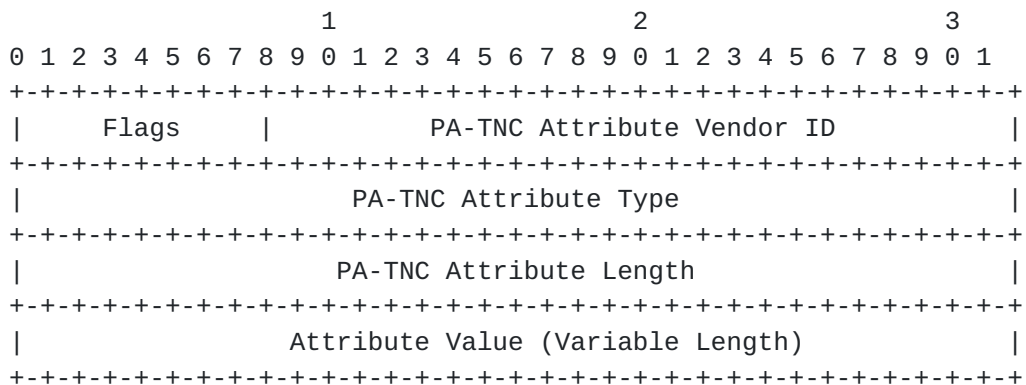 1                   2                   3
0 1 2 3 4 5 6 7 8 9 0 1 2 3 4 5 6 7 8 9 0 1 2 3 4 5 6 7 8 9 0 1
+-+-+-+-+-+-+-+-+-+-+-+-+-+-+-+-+-+-+-+-+-+-+-+-+-+-+-+-+-+-+-+-+
|     Flags     |          PA-TNC Attribute Vendor ID           |
+-+-+-+-+-+-+-+-+-+-+-+-+-+-+-+-+-+-+-+-+-+-+-+-+-+-+-+-+-+-+-+-+
|                     PA-TNC Attribute Type                     |
+-+-+-+-+-+-+-+-+-+-+-+-+-+-+-+-+-+-+-+-+-+-+-+-+-+-+-+-+-+-+-+-+
|                    PA-TNC Attribute Length                    |
+-+-+-+-+-+-+-+-+-+-+-+-+-+-+-+-+-+-+-+-+-+-+-+-+-+-+-+-+-+-+-+-+
|                 Attribute Value (Variable Length)             |
+-+-+-+-+-+-+-+-+-+-+-+-+-+-+-+-+-+-+-+-+-+-+-+-+-+-+-+-+-+-+-+-+